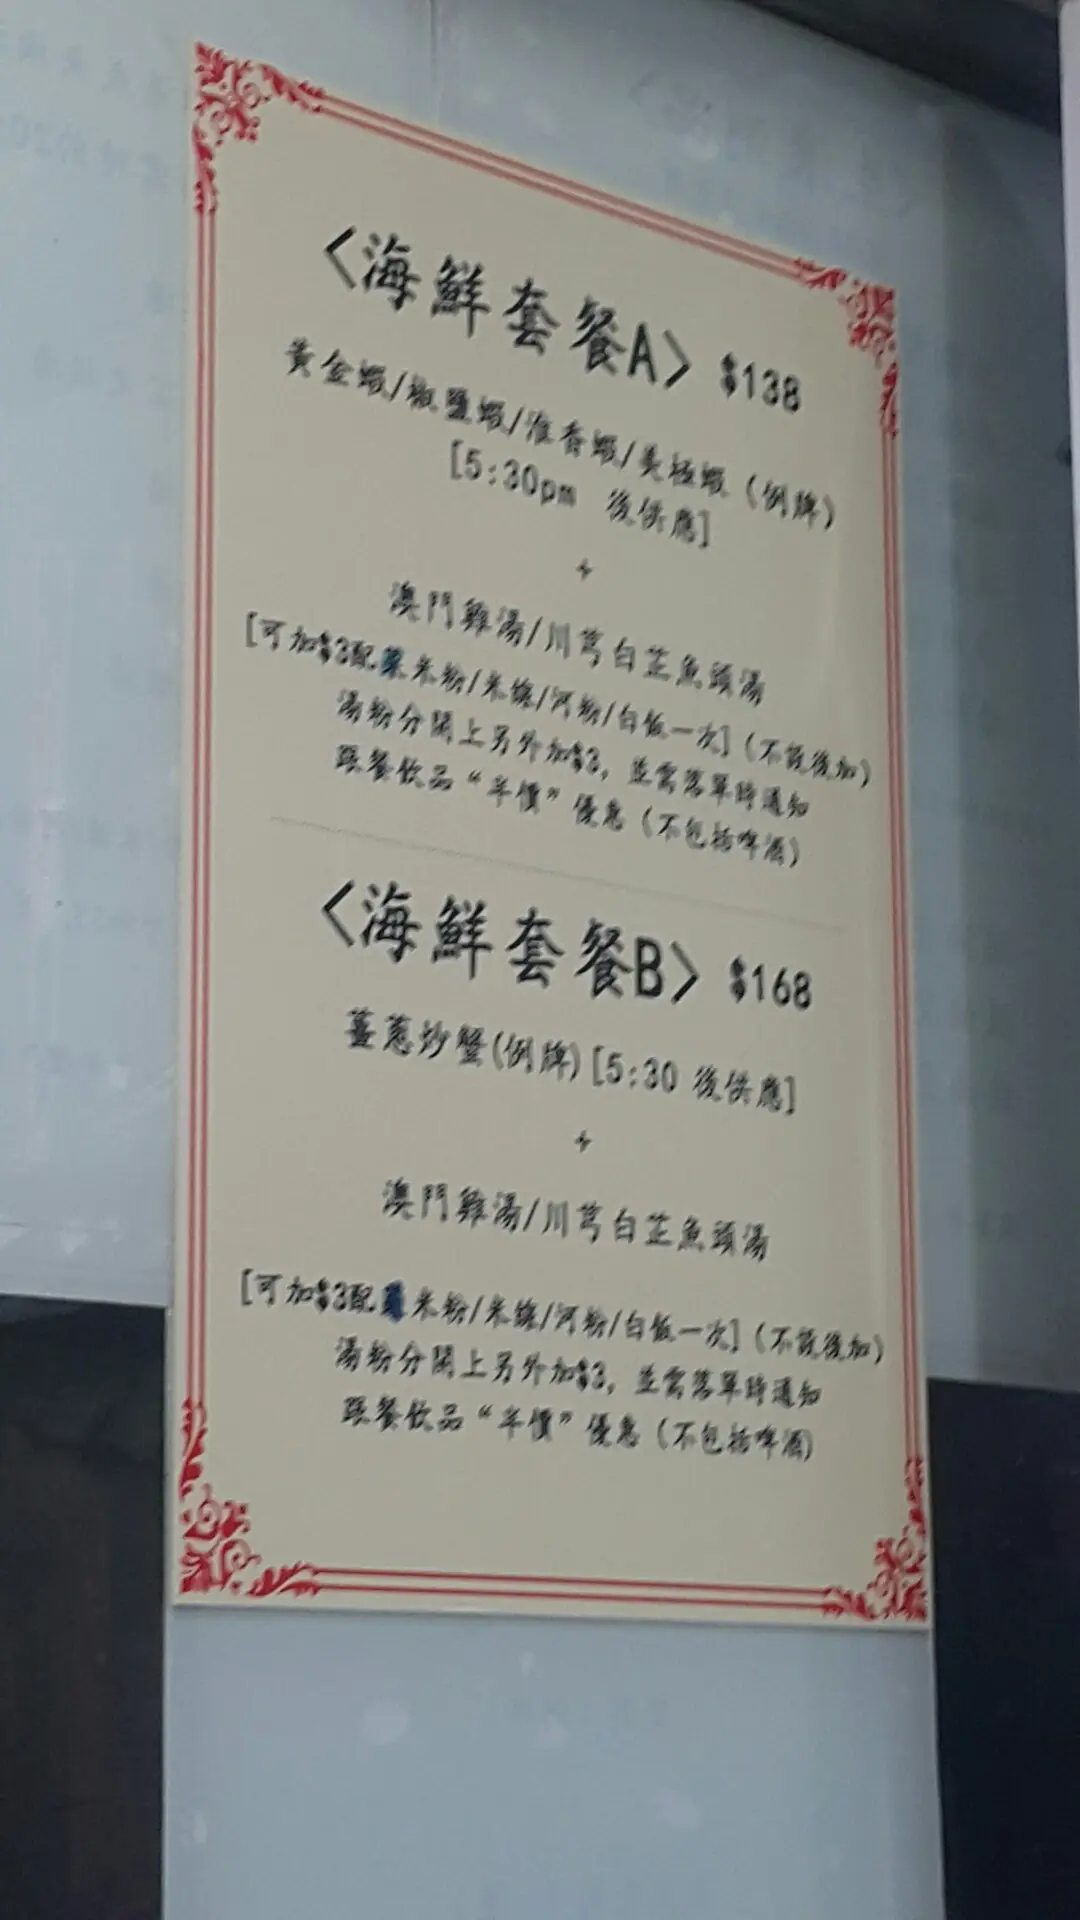 <海鮮套餐A> $138
黃金蝦/椒鹽蝦/淮香蝦/美極蝦 (例牌)
[5:30pm 後供應]
+
澳門雞湯/川芎白芷魚頭湯
[可加$3配 米粉/米線/河粉/白飯一次] (不設後加)
湯粉分開上另外加$3, 並需落單時通知
跟餐飲品 “半價” 優惠 (不包括啤酒)
<海鮮套餐B> $168
薑蔥炒蟹(例牌) [5:30 後供應]
+
澳門雞湯/川芎白芷魚頭湯
[可加$3配 米粉/米線/河粉/白飯一次] (不設後加)
湯粉分開上另外加$3, 並需落單時通知
跟餐飲品 “半價” 優惠 (不包括啤酒)